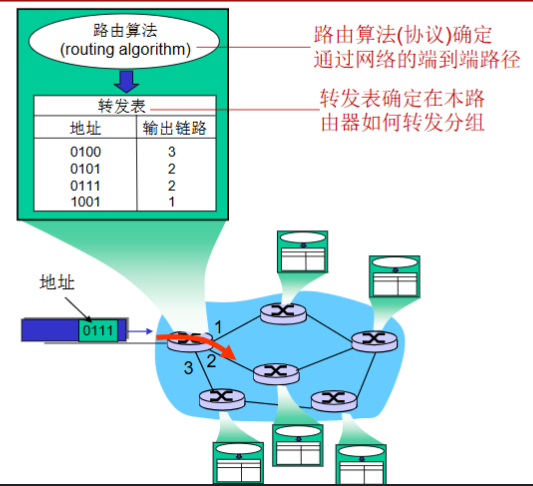 路由算法
(routing algorithm)
路由算法(协议)确定
通过网络的端到端路径
转发表
转发表确定在本路
由器如何转发分组
地址 输出链路
0100 3
0101 2
0111 2
1001 1
地址
0111
1
2
3